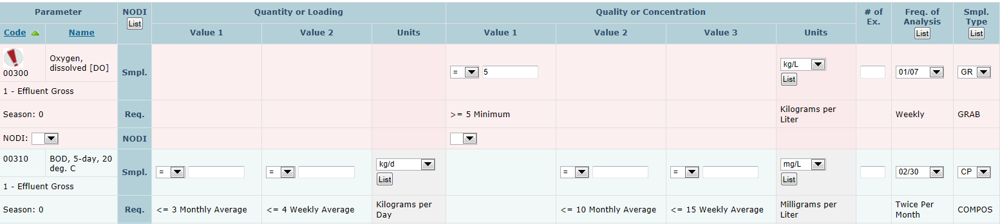 Parameter NODI Quantity or Loading Quality or Concentration # of Ex. Freq. of Analysis Smpl. Type
List List List
Code Name Value 1 Value 2 Units Value 1 Value 2 Value 3 Units
00300 Oxygen, dissolved [DO] Smpl. = 5 kg/L List 01/07 GR
1 - Effluent Gross
Season: 0 Req. >= 5 Minimum Kilograms per Liter Weekly GRAB
NODI: NODI
00310 BOD, 5-day, 20 deg. C Smpl. = = kg/d List = = mg/L List 02/30 CP
1 - Effluent Gross
Season: 0 Req. <= 3 Monthly Average <= 4 Weekly Average Kilograms per Day <= 10 Monthly Average <= 15 Weekly Average Milligrams per Liter Twice Per Month COMPOS